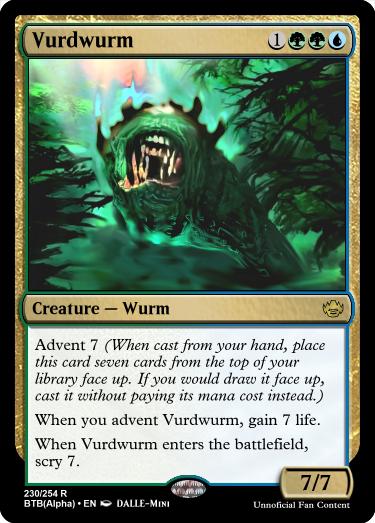 Vurdwurm 1
Creature — Wurm
Advent 7 (When cast from your hand, place
this card seven cards from the top of your
library face up. If you would draw it face up,
cast it without paying its mana cost instead.)
When you advent Vurdwurm, gain 7 life.
When Vurdwurm enters the battlefield,
scry 7.
7/7
230/254 R
BTB(Alpha) • EN DALLE-Mini
Unofficial Fan Content